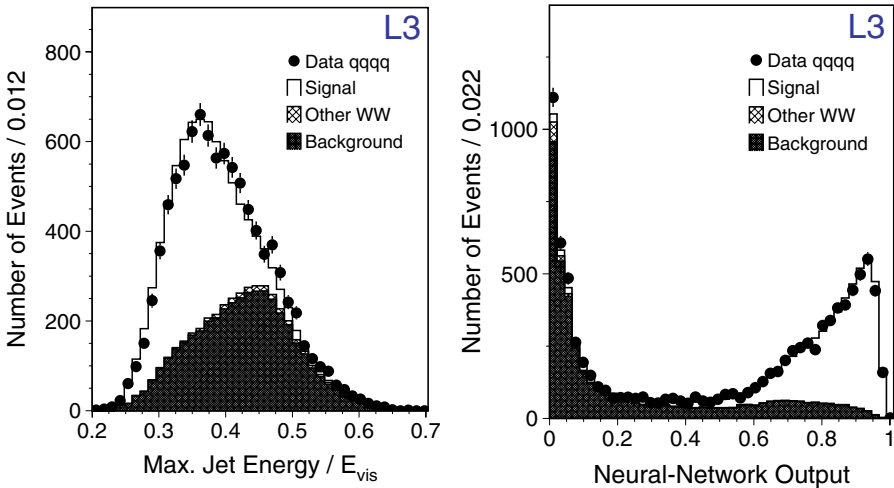 L3
Data qqqq
Signal
Other WW
Background
Number of Events / 0.012
800
600
400
200
0
0.2 0.3 0.4 0.5 0.6 0.7
Max. Jet Energy / E_vis
L3
Data qqqq
Signal
Other WW
Background
Number of Events / 0.022
1000
500
0
0 0.2 0.4 0.6 0.8 1
Neural-Network Output